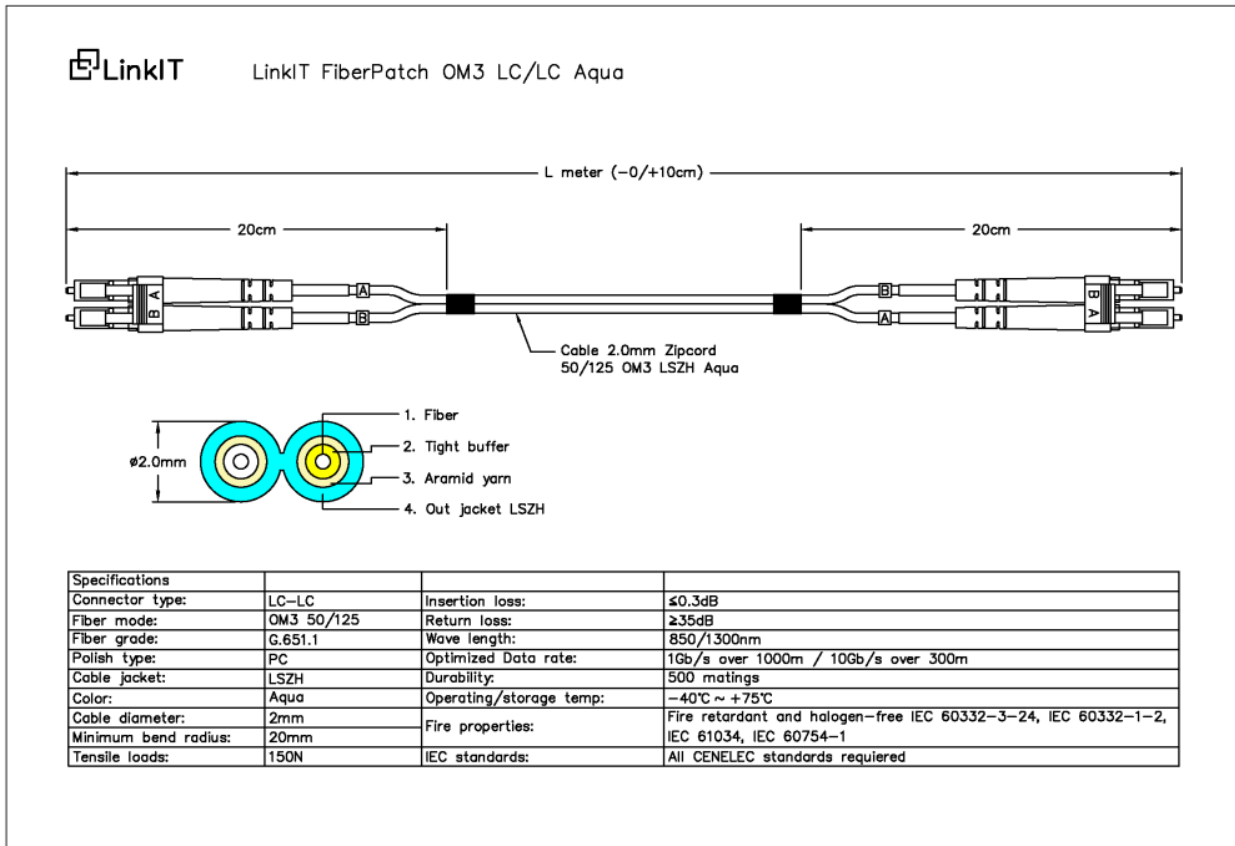 LinkIT
LinkIT FiberPatch OM3 LC/LC Aqua
L meter (-0/+10cm)
20cm
20cm
A
B
B
A
A
B
B
A
Cable 2.0mm Zipcord
50/125 OM3 LSZH Aqua
ø2.0mm
1. Fiber
2. Tight buffer
3. Aramid yarn
4. Out jacket LSZH
Specifications
Connector type: LC-LC Insertion loss: ≤0.3dB
Fiber mode: OM3 50/125 Return loss: ≥35dB
Fiber grade: G.651.1 Wave length: 850/1300nm
Polish type: PC Optimized Data rate: 1Gb/s over 1000m / 10Gb/s over 300m
Cable jacket: LSZH Durability: 500 matings
Color: Aqua Operating/storage temp: -40℃ ~ +75℃
Cable diameter: 2mm Fire properties: Fire retardant and halogen-free IEC 60332-3-24, IEC 60332-1-2,
Minimum bend radius: 20mm IEC 61034, IEC 60754-1
Tensile loads: 150N IEC standards: All CENELEC standards requiered